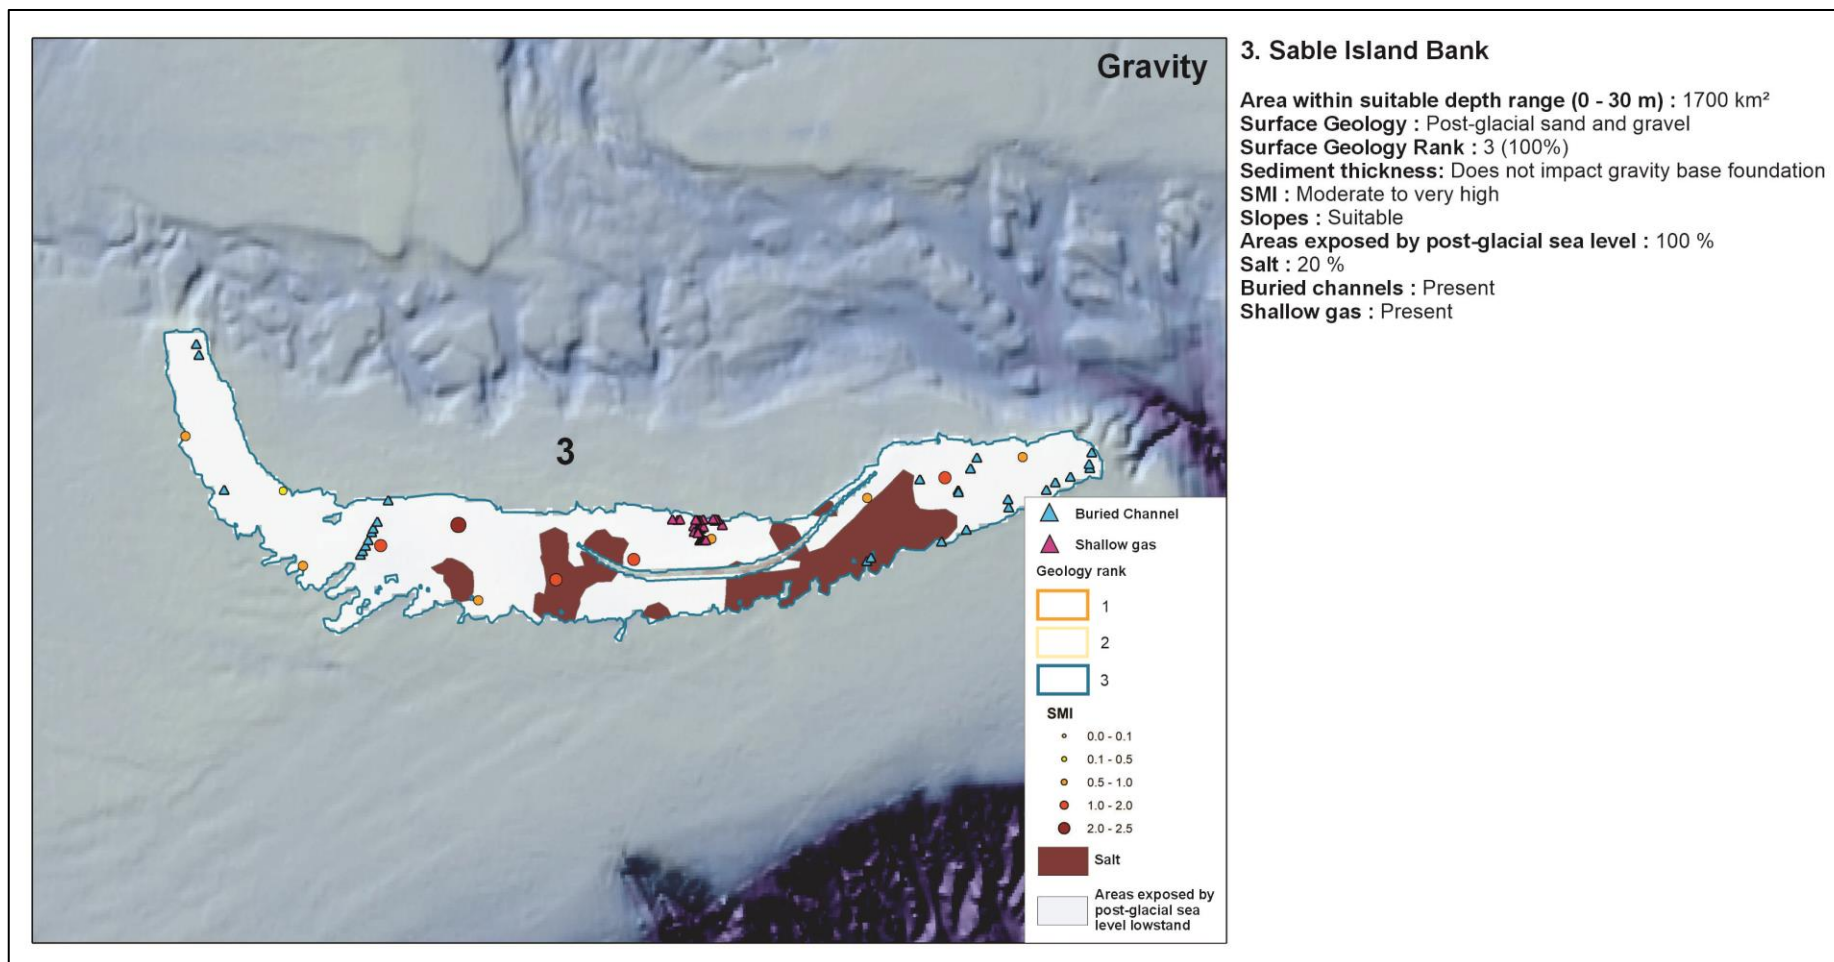 Gravity
3
3. Sable Island Bank
Area within suitable depth range (0 - 30 m) : 1700 km²
Surface Geology : Post-glacial sand and gravel
Surface Geology Rank : 3 (100%)
Sediment thickness: Does not impact gravity base foundation
SMI : Moderate to very high
Slopes : Suitable
Areas exposed by post-glacial sea level : 100 %
Salt : 20 %
Buried channels : Present
Shallow gas : Present
Buried Channel
Shallow gas
Geology rank
1
2
3
SMI
0.0 - 0.1
0.1 - 0.5
0.5 - 1.0
1.0 - 2.0
2.0 - 2.5
Salt
Areas exposed by
post-glacial sea
level lowstand